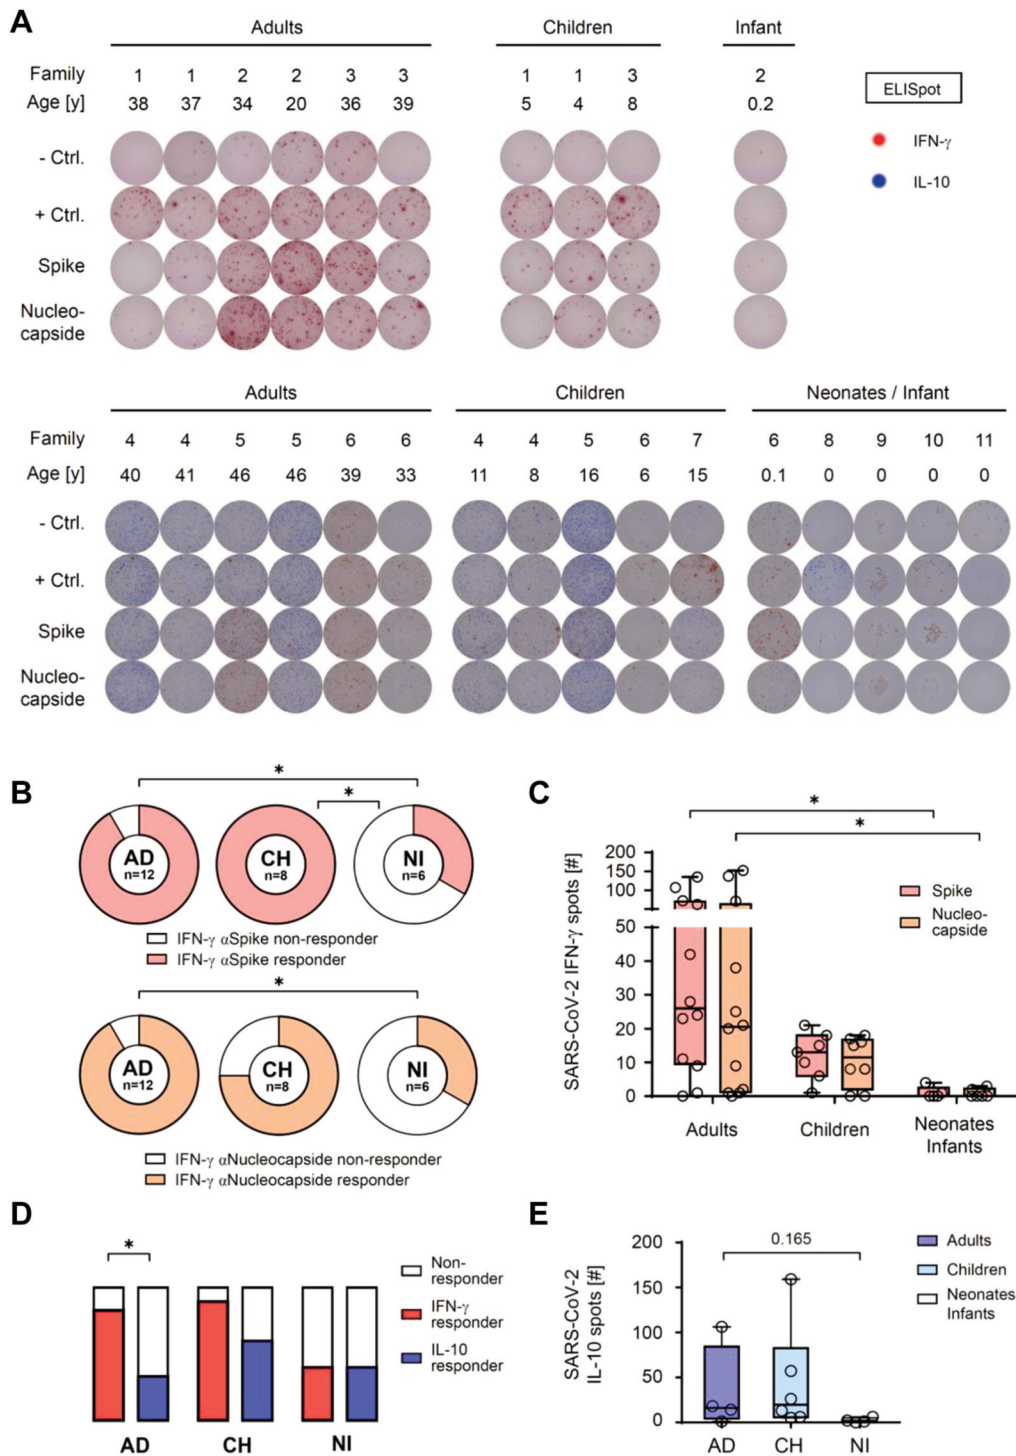 A
Adults Children Infant
Family 1 1 2 2 3 3 1 1 3 2
Age [y] 38 37 34 20 36 39 5 4 8 0.2
ELISpot
IFN-γ
IL-10
- Ctrl.
+ Ctrl.
Spike
Nucleo-
capside
Adults Children Neonates / Infant
Family 4 4 5 5 6 6 4 4 5 6 7 6 8 9 10 11
Age [y] 40 41 46 46 39 33 11 8 16 6 15 0.1 0 0 0 0
- Ctrl.
+ Ctrl.
Spike
Nucleo-
capside
B
*
*
AD
n=12
CH
n=8
NI
n=6
IFN-γ αSpike non-responder
IFN-γ αSpike responder
*
AD
n=12
CH
n=8
NI
n=6
IFN-γ αNucleocapside non-responder
IFN-γ αNucleocapside responder
C
*
*
SARS-CoV-2 IFN-γ spots [#]
200
150
100
50
40
30
20
10
0
Spike
Nucleo-
capside
Adults Children Neonates
Infants
D
*
Non-
responder
IFN-γ
responder
IL-10
responder
AD CH NI
E
SARS-CoV-2
IL-10 spots [#]
200
150
100
50
0
0.165
Adults
Children
Neonates
Infants
AD CH NI